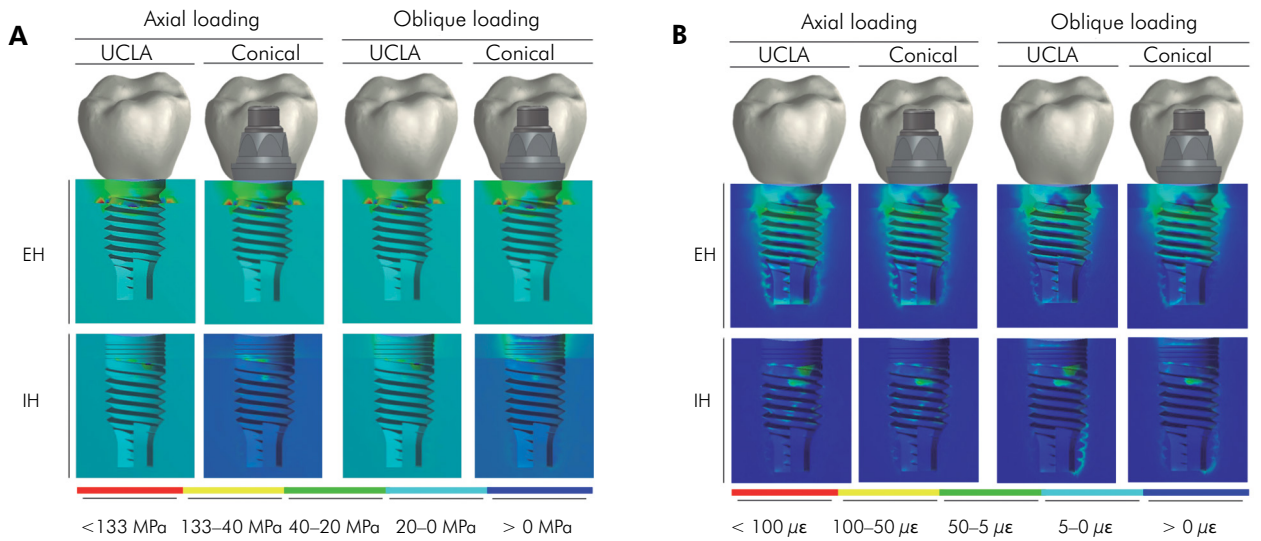 A
Axial loading
Oblique loading
UCLA
Conical
UCLA
Conical
EH
IH
<133 MPa
133–40 MPa
40–20 MPa
20–0 MPa
> 0 MPa
B
Axial loading
Oblique loading
UCLA
Conical
UCLA
Conical
EH
IH
< 100 µε
100–50 µε
50–5 µε
5–0 µε
> 0 µε